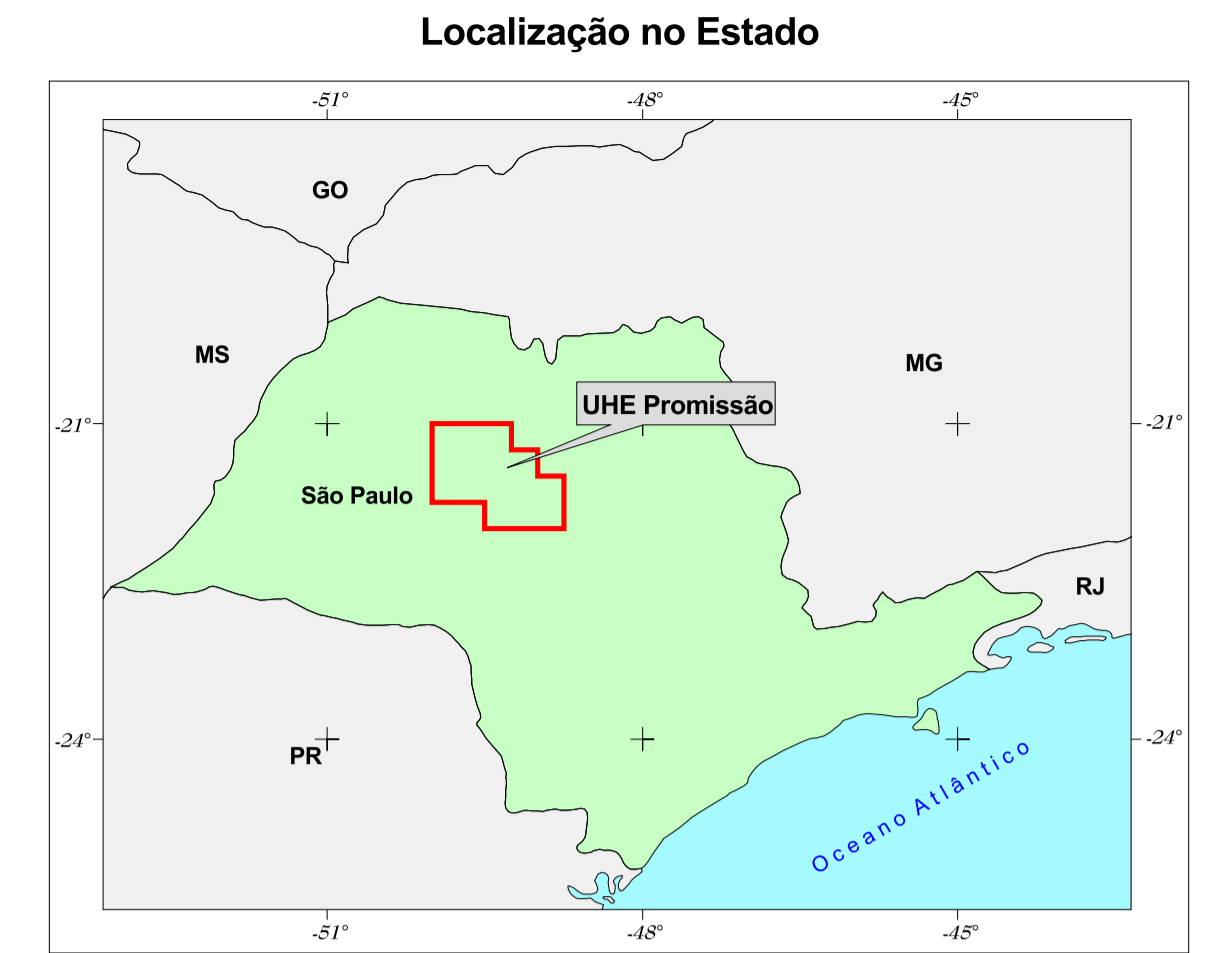 Localização no Estado
-51°
-48°
-45°
GO
MS
MG
UHE Promissão
-21°
-21°
São Paulo
RJ
-24°
-24°
PR
Oceano Atlântico
-51°
-48°
-45°